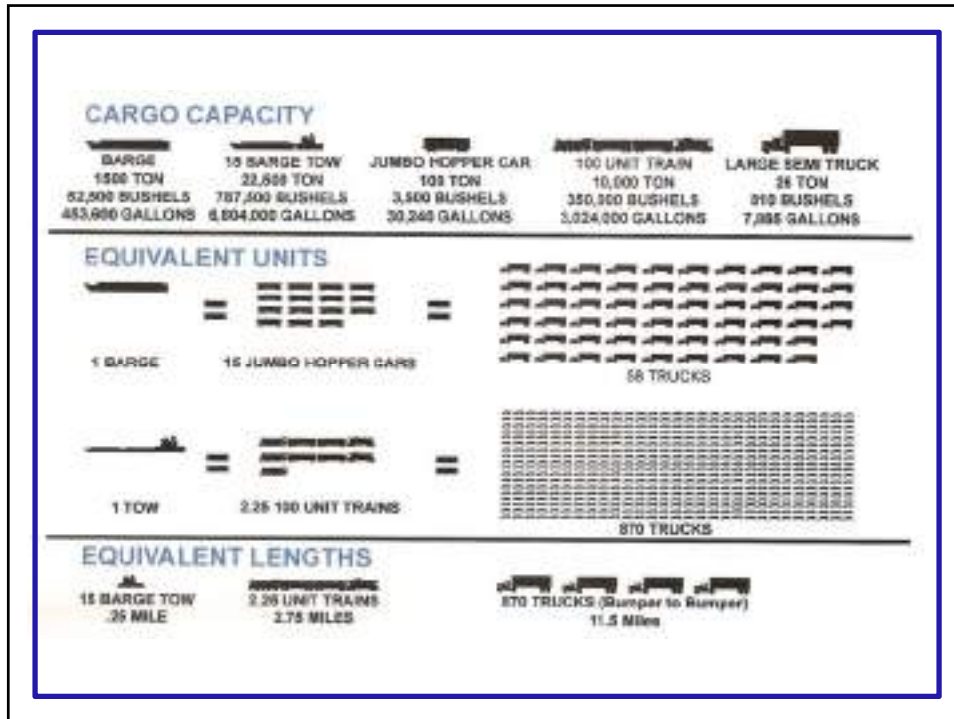 CARGO CAPACITY
BARGE
1500 TON
52,500 BUSHELS
453,600 GALLONS
15 BARGE TOW
22,500 TON
787,500 BUSHELS
6,804,000 GALLONS
JUMBO HOPPER CAR
100 TON
3,500 BUSHELS
30,240 GALLONS
100 UNIT TRAIN
10,000 TON
350,000 BUSHELS
3,024,000 GALLONS
LARGE SEMI TRUCK
26 TON
910 BUSHELS
GALLONS
EQUIVALENT UNITS
= =
1 BARGE
15 JUMBO HOPPER CARS
58 TRUCKS
= =
1 TOW
2.25 100 UNIT TRAINS
870 TRUCKS
EQUIVALENT LENGTHS
15 BARGE TOW
.25 MILE
2.25 UNIT TRAINS
2.75 MILES
870 TRUCKS (Bumper to Bumper)
11.5 Miles